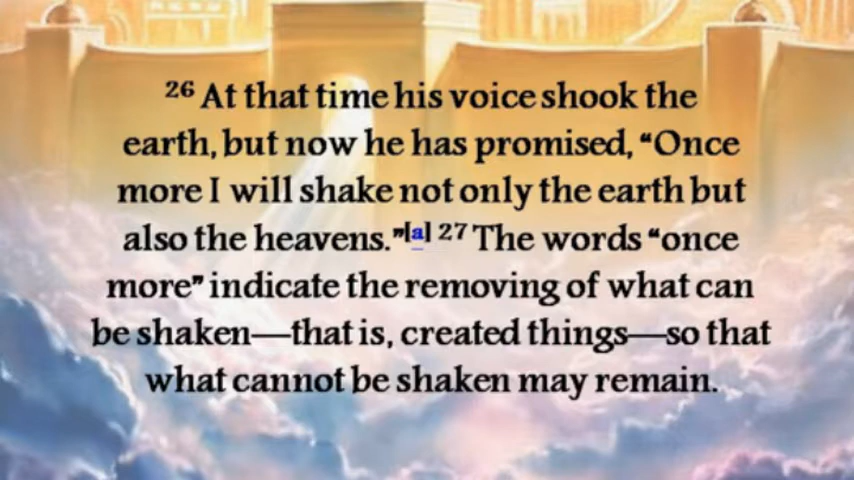 26 At that time his voice shook the
earth, but now he has promised, “Once
more I will shake not only the earth but
also the heavens.”[a] 27 The words “once
more” indicate the removing of what can
be shaken—that is, created things—so that
what cannot be shaken may remain.